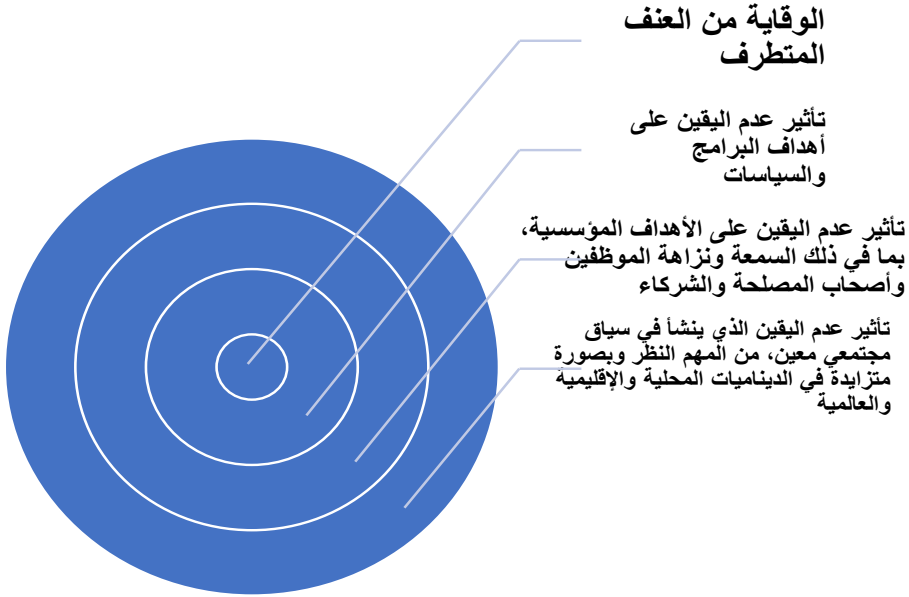 الوقاية من العنف
المتطرف
تأثير عدم اليقين على
أهداف البرامج
والسياسات
تأثير عدم اليقين على الأهداف المؤسسية،
بما في ذلك السمعة ونزاهة الموظفين
وأصحاب المصلحة والشركاء
تأثير عدم اليقين الذي ينشأ في سياق
مجتمعي معين، من المهم النظر وبصورة
متزايدة في الديناميات المحلية والإقليمية
والعالمية